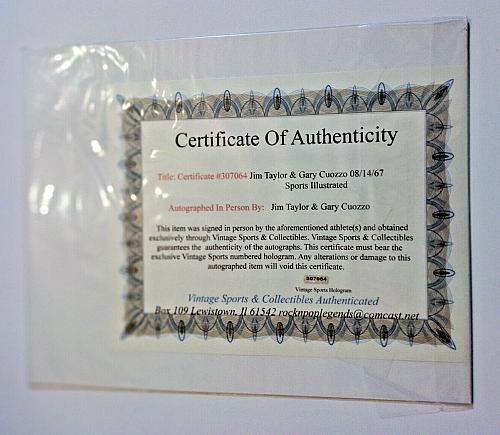 Certificate Of Authenticity
Title: Certificate #307064 Jim Taylor & Gary Cuozzo 08/14/67
Sports Illustrated
Autographed In Person By: Jim Taylor & Gary Cuozzo
This item was signed in person by the aforementioned athlete(s) and obtained
exclusively through Vintage Sports & Collectibles. Vintage Sports & Collectibles
guarantees the authenticity of the autographs. This certificate must bear the
exclusive Vintage Sports numbered hologram. Any alterations or damage to this
autographed item will void this certificate.
307064
Vintage Sports Hologram
Vintage Sports & Collectibles Authenticated
Box 109 Lewistown, Il 61542 rocknpoplegends@comcast.net